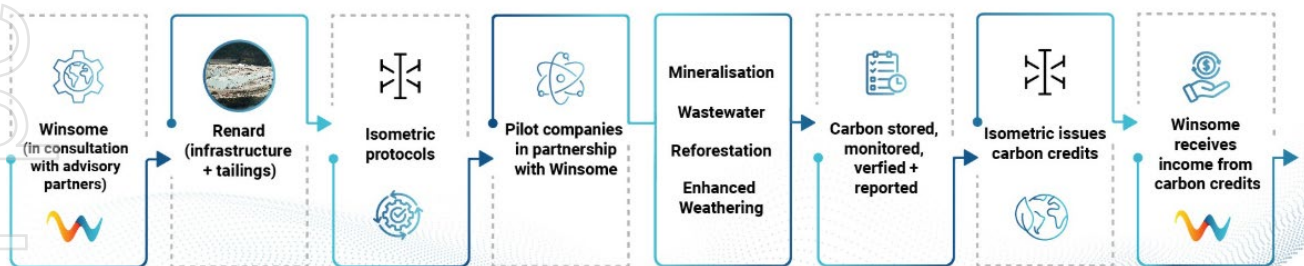 Winsome
(in consultation
with advisory
partners)
Renard
(infrastructure
+ tailings)
Isometric
protocols
Pilot companies
in partnership
with Winsome
Mineralisation
Wastewater
Reforestation
Enhanced
Weathering
Carbon stored,
monitored,
verfied +
reported
Isometric issues
carbon credits
Winsome
receives
income from
carbon credits